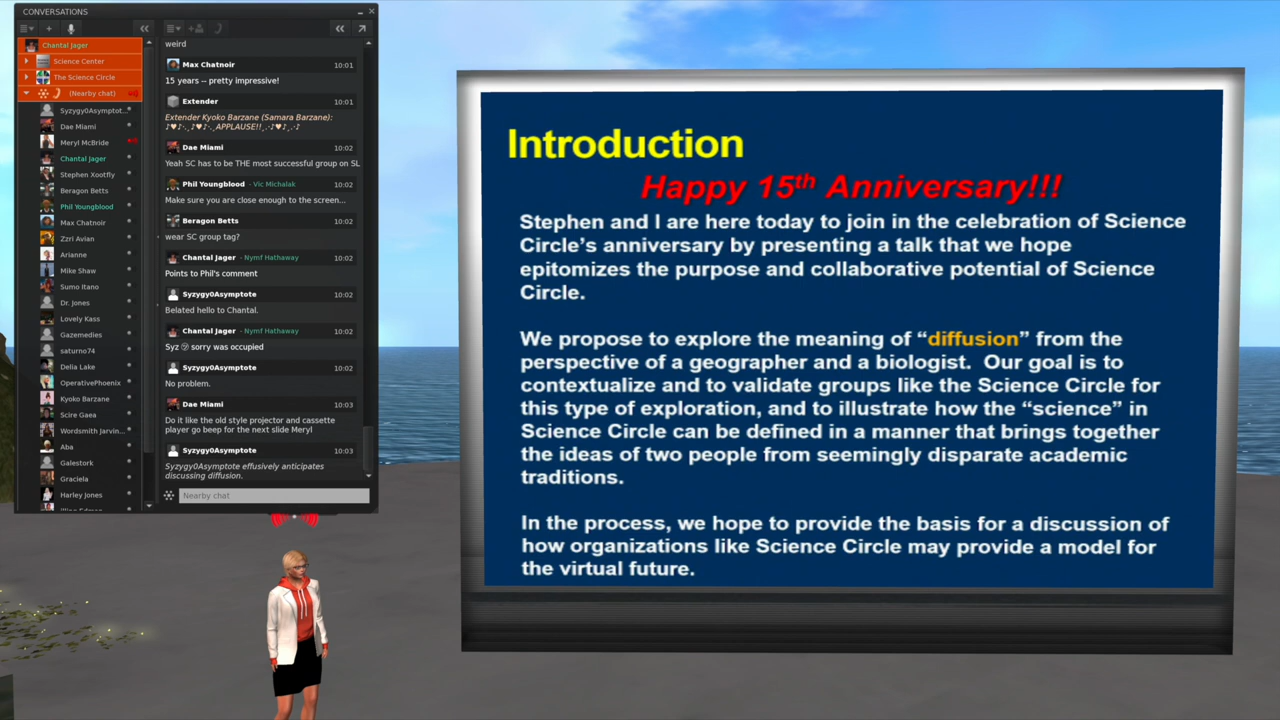 CONVERSATIONS
Chantal Jager
Science Center
The Science Circle
(Nearby chat)
Syzygy0Asymptot...
Dae Miami
Meryl McBride
Chantal Jager
Stephen Xootfly
Beragon Betts
Phil Youngblood
Max Chatnoir
Zzri Avian
Arianne
Mike Shaw
Sumo Itano
Dr. Jones
Lovely Kass
Gazemedies
saturno74
Delia Lake
OperativePhoenix
Kyoko Barzane
Scire Gaea
Wordsmith Jarvin...
Aba
Galestork
Graciela
Harley Jones
weird
Max Chatnoir 10:01
15 years -- pretty impressive!
Extender 10:01
Extender Kyoko Barzane (Samara Barzane):
♪♥♪·.¸♪♥♪·.¸APPLAUSE!!¸.·♪♥♪¸.·♪
Dae Miami 10:02
Yeah SC has to be THE most successful group on SL
Phil Youngblood - Vic Michalak 10:02
Make sure you are close enough to the screen...
Beragon Betts 10:02
wear SC group tag?
Chantal Jager - Nymf Hathaway 10:02
Points to Phil's comment
Syzygy0Asymptote 10:02
Belated hello to Chantal.
Chantal Jager - Nymf Hathaway 10:02
Syz ㋡ sorry was occupied
Syzygy0Asymptote 10:02
No problem.
Dae Miami 10:03
Do it like the old style projector and cassette
player go beep for the next slide Meryl
Syzygy0Asymptote 10:03
Syzygy0Asymptote effusively anticipates
discussing diffusion.
Nearby chat
Introduction
Happy 15th Anniversary!!!
Stephen and I are here today to join in the celebration of Science
Circle's anniversary by presenting a talk that we hope
epitomizes the purpose and collaborative potential of Science
Circle.
We propose to explore the meaning of “diffusion” from the
perspective of a geographer and a biologist. Our goal is to
contextualize and to validate groups like the Science Circle for
this type of exploration, and to illustrate how the “science” in
Science Circle can be defined in a manner that brings together
the ideas of two people from seemingly disparate academic
traditions.
In the process, we hope to provide the basis for a discussion of
how organizations like Science Circle may provide a model for
the virtual future.